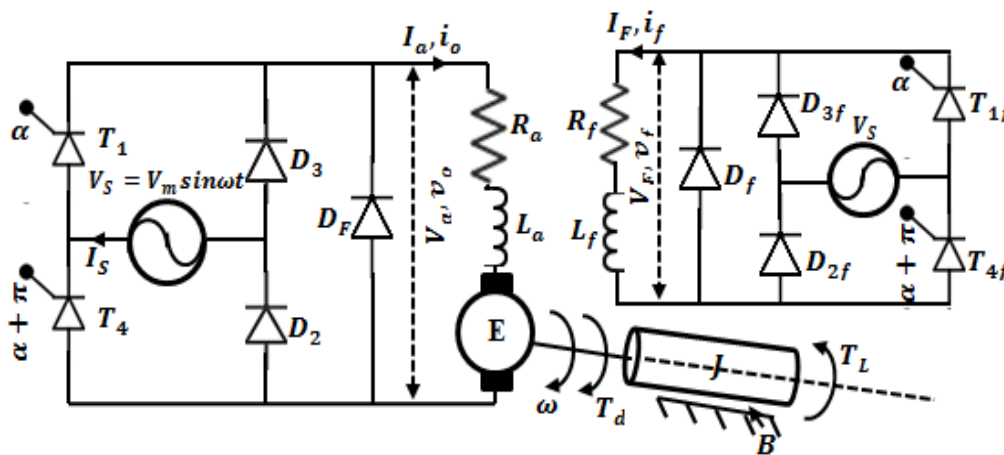 I_a, i_o
I_F, i_f
α
T_1
D_3
V_S = V_m sinωt
I_S
α + π
T_4
D_2
D_F
V_a, v_o
R_a
L_a
E
R_f
L_f
V_F, v_f
D_f
D_3f
V_S
D_2f
α
T_1f
α + π
T_4f
ω
T_d
J
T_L
B